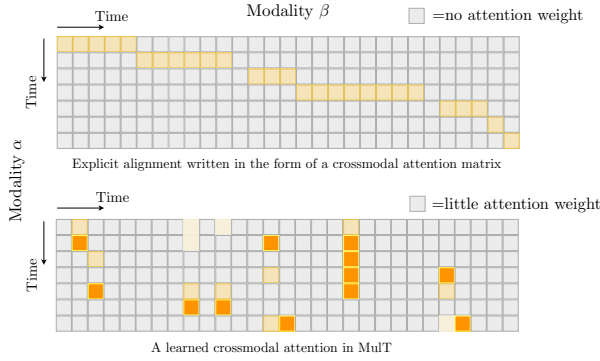 Modality β
Time
=no attention weight
Time
Explicit alignment written in the form of a crossmodal attention matrix
Modality α
Time
=little attention weight
Time
A learned crossmodal attention in MulT